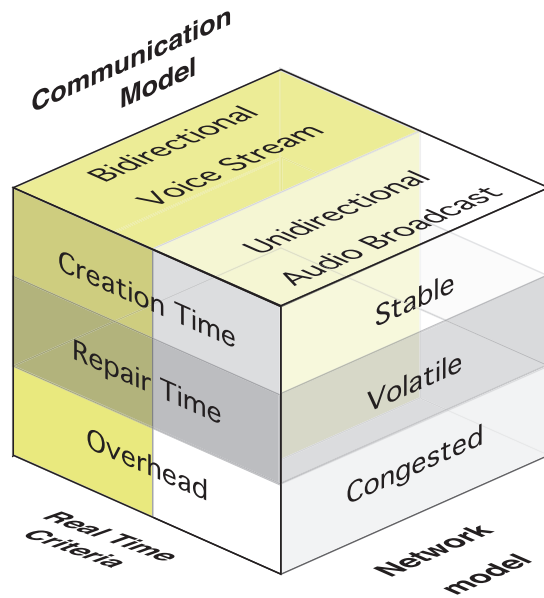 Communication
Model
Bidirectional
Voice Stream
Unidirectional
Audio Broadcast
Creation Time
Repair Time
Overhead
Stable
Volatile
Congested
Real Time
Criteria
Network
model